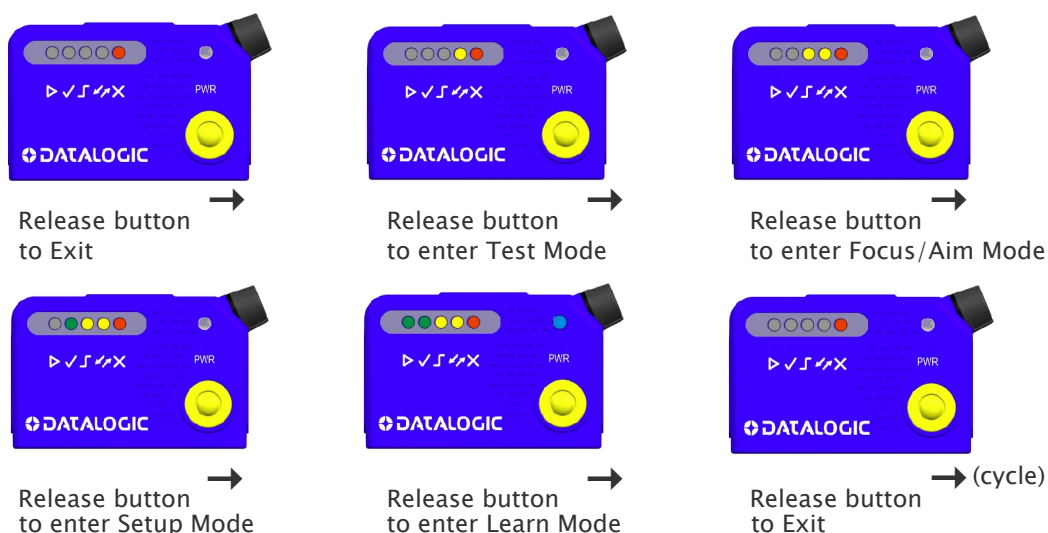 PWR
DATALOGIC
Release button
to Exit
PWR
DATALOGIC
Release button
to enter Test Mode
PWR
DATALOGIC
Release button
to enter Focus/Aim Mode
PWR
DATALOGIC
Release button
to enter Setup Mode
PWR
DATALOGIC
Release button
to enter Learn Mode
PWR
DATALOGIC
(cycle)
Release button
to Exit